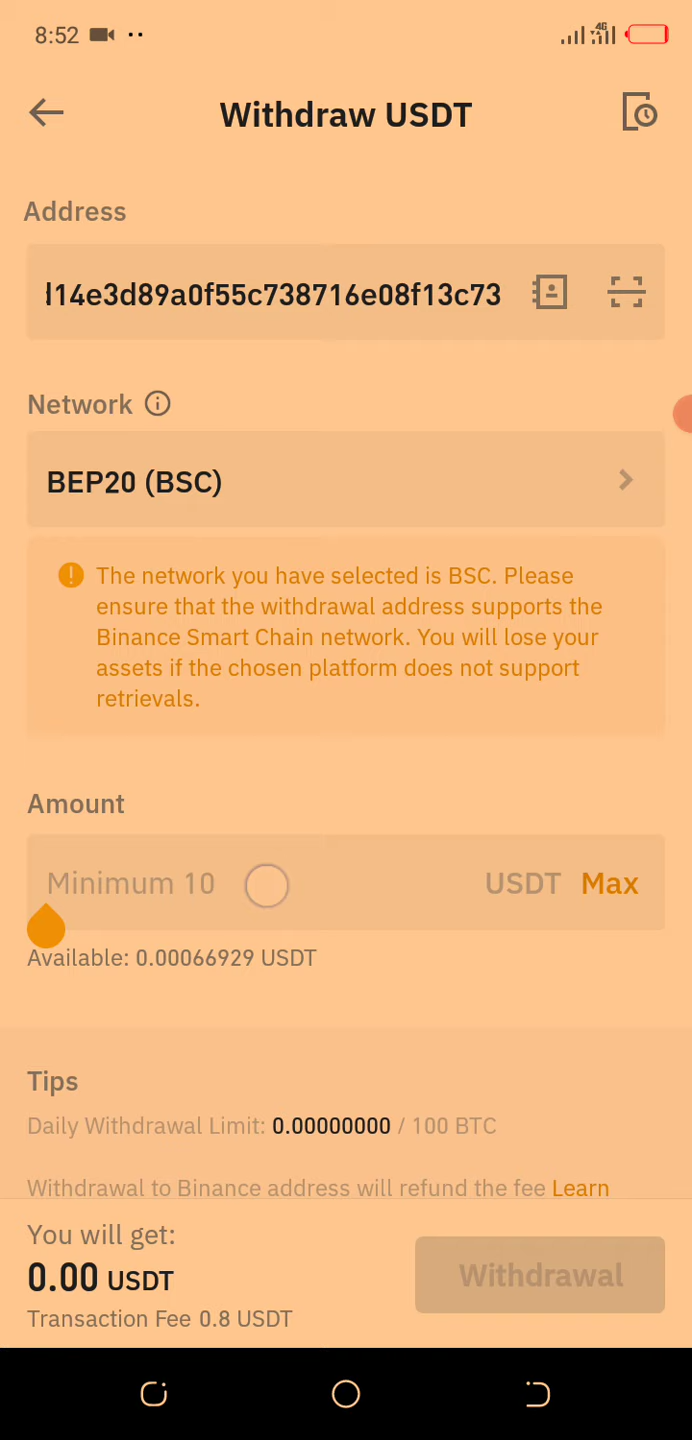 8:52
4G
Withdraw USDT
Address
l14e3d89a0f55c738716e08f13c73
Network
BEP20 (BSC)
The network you have selected is BSC. Please
ensure that the withdrawal address supports the
Binance Smart Chain network. You will lose your
assets if the chosen platform does not support
retrievals.
Amount
Minimum 10 USDT Max
Available: 0.00066929 USDT
Tips
Daily Withdrawal Limit: 0.00000000 / 100 BTC
Withdrawal to Binance address will refund the fee Learn
You will get:
0.00 USDT
Withdrawal
Transaction Fee 0.8 USDT